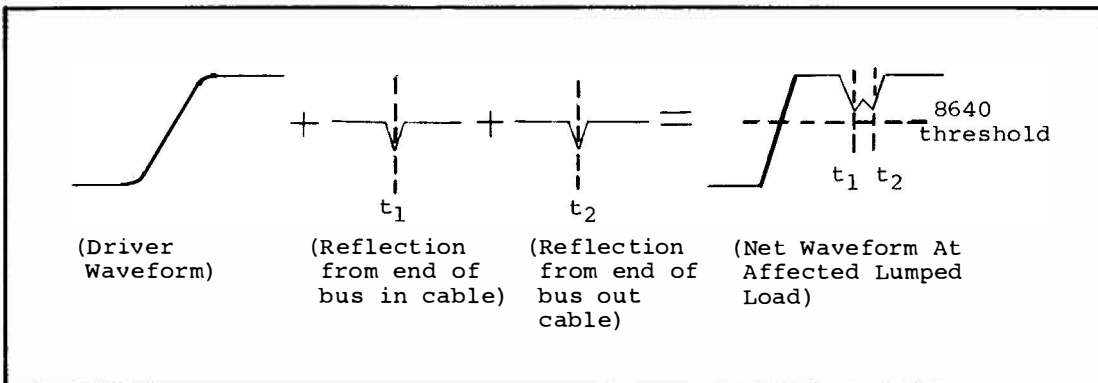 + + =
8640
threshold
t1 t2
t1
t2
(Driver
Waveform)
(Reflection
from end of
bus in cable)
(Reflection
from end of
bus out
cable)
(Net Waveform At
Affected Lumped
Load)